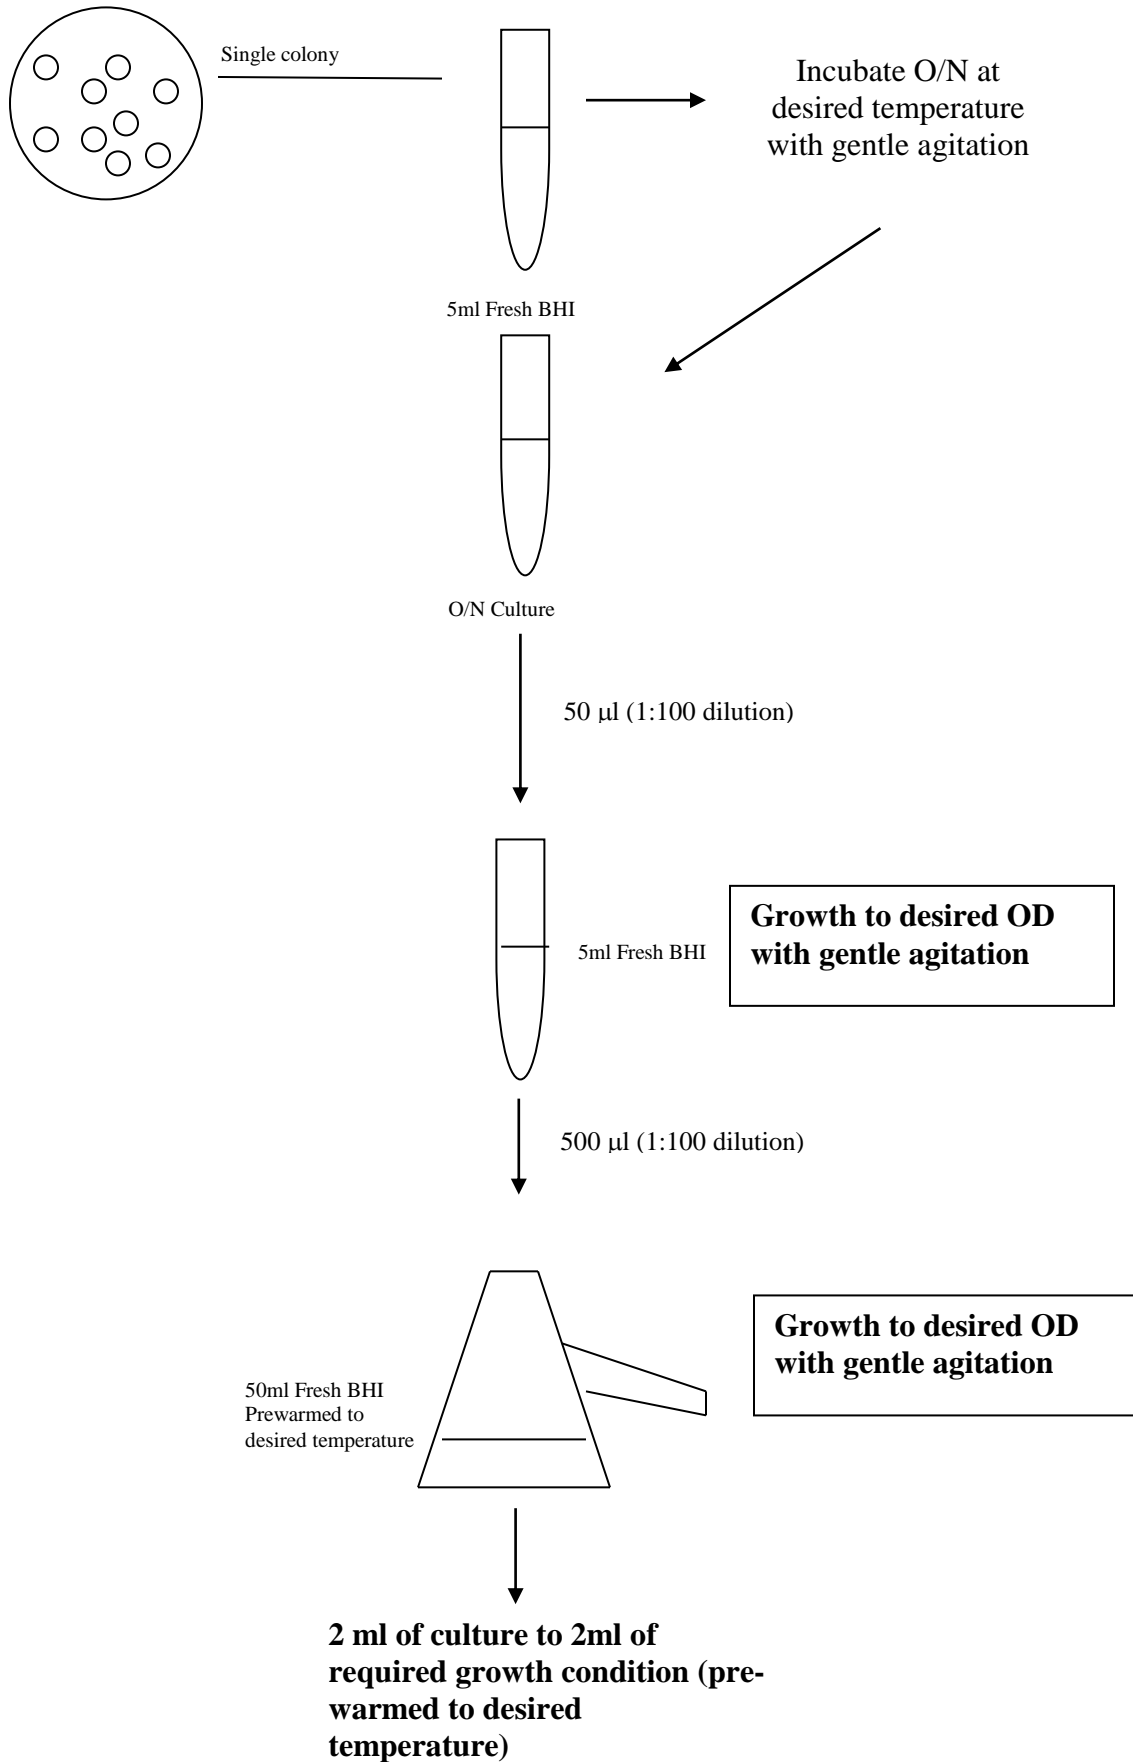 Single colony
Incubate O/N at
desired temperature
with gentle agitation
5ml Fresh BHI
O/N Culture
50 µl (1:100 dilution)
5ml Fresh BHI
Growth to desired OD
with gentle agitation
500 µl (1:100 dilution)
50ml Fresh BHI
Prewarmed to
desired temperature
Growth to desired OD
with gentle agitation
2 ml of culture to 2ml of
required growth condition (pre-
warmed to desired
temperature)